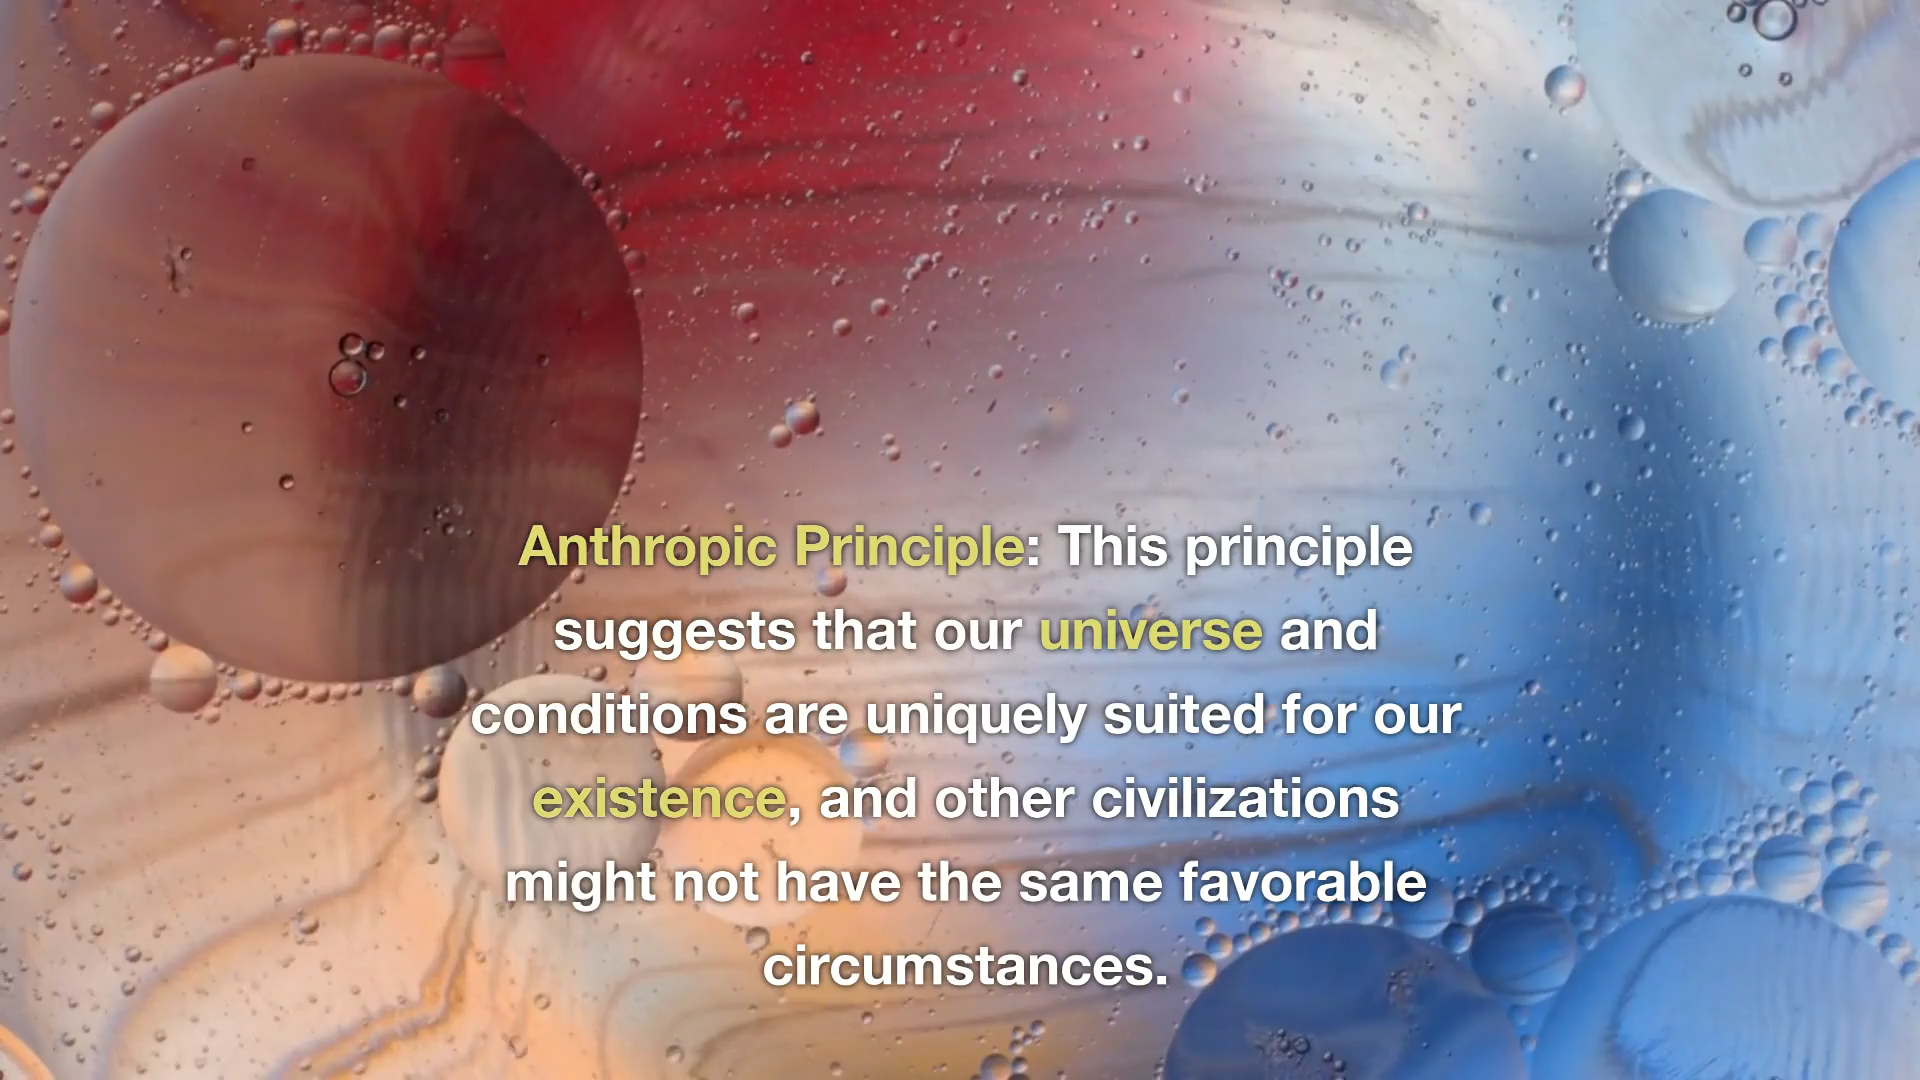 Anthropic Principle: This principle
suggests that our universe and
conditions are uniquely suited for our
existence, and other civilizations
might not have the same favorable
circumstances.